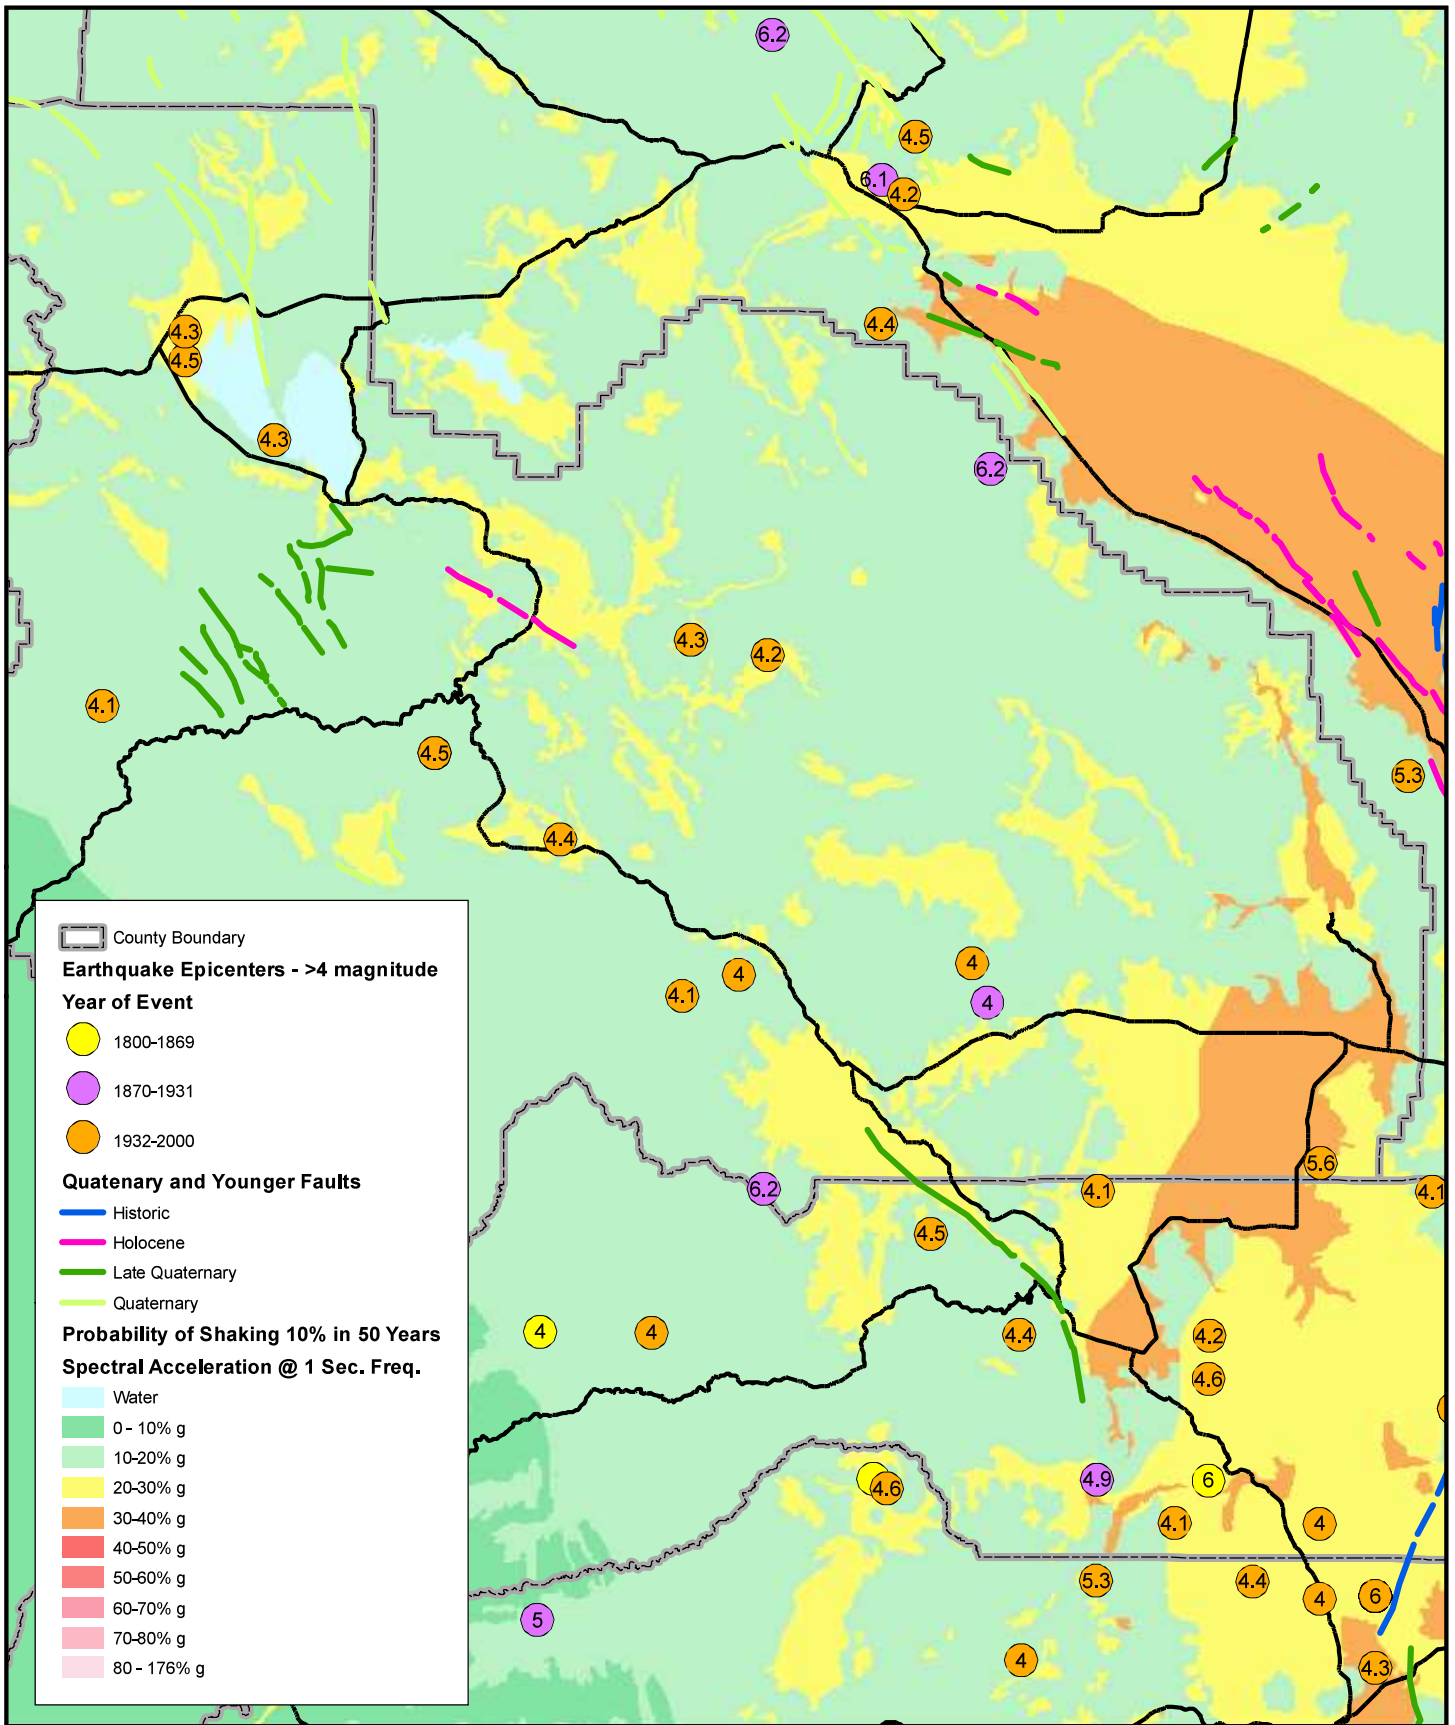 6.2
4.5
6.1
4.2
4.4
4.3
4.5
4.3
6.2
4.3
4.2
4.1
4.5
5.3
4.4
4
4
4.1
4
5.6
6.2
4.1
4.1
4.5
4
4
4.4
4.2
4.6
4.6
4.9
6
4.1
4
5.3
4.4
4
6
5
4
4.3
County Boundary
Earthquake Epicenters - >4 magnitude
Year of Event
1800-1869
1870-1931
1932-2000
Quatenary and Younger Faults
Historic
Holocene
Late Quaternary
Quaternary
Probability of Shaking 10% in 50 Years
Spectral Acceleration @ 1 Sec. Freq.
Water
0 - 10% g
10-20% g
20-30% g
30-40% g
40-50% g
50-60% g
60-70% g
70-80% g
80 - 176% g